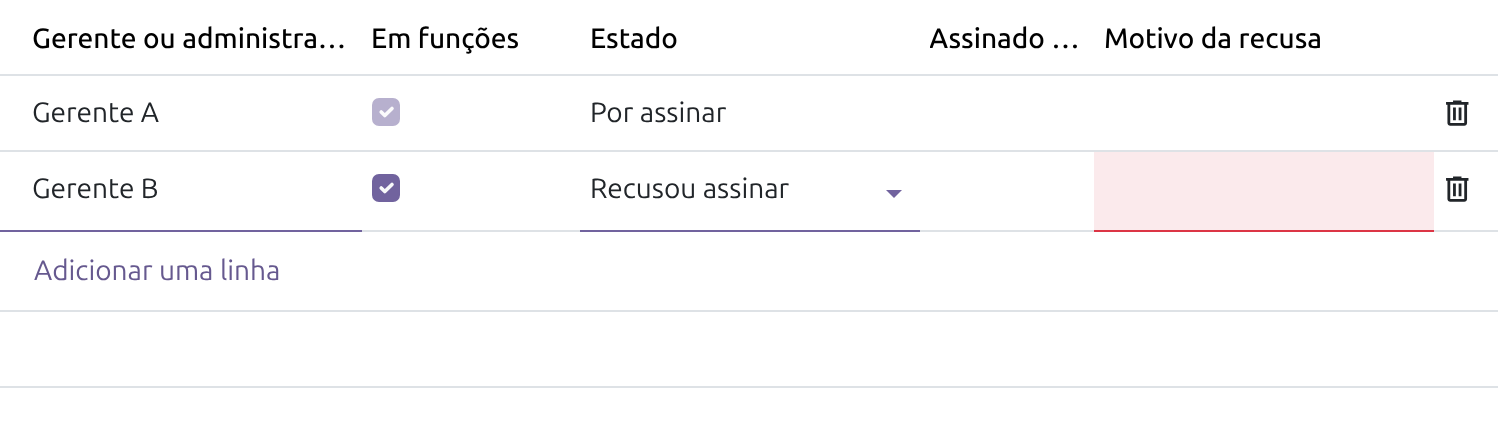 Gerente ou administra... Em funções Estado Assinado ... Motivo da recusa
Gerente A Por assinar
Gerente B Recusou assinar
Adicionar uma linha